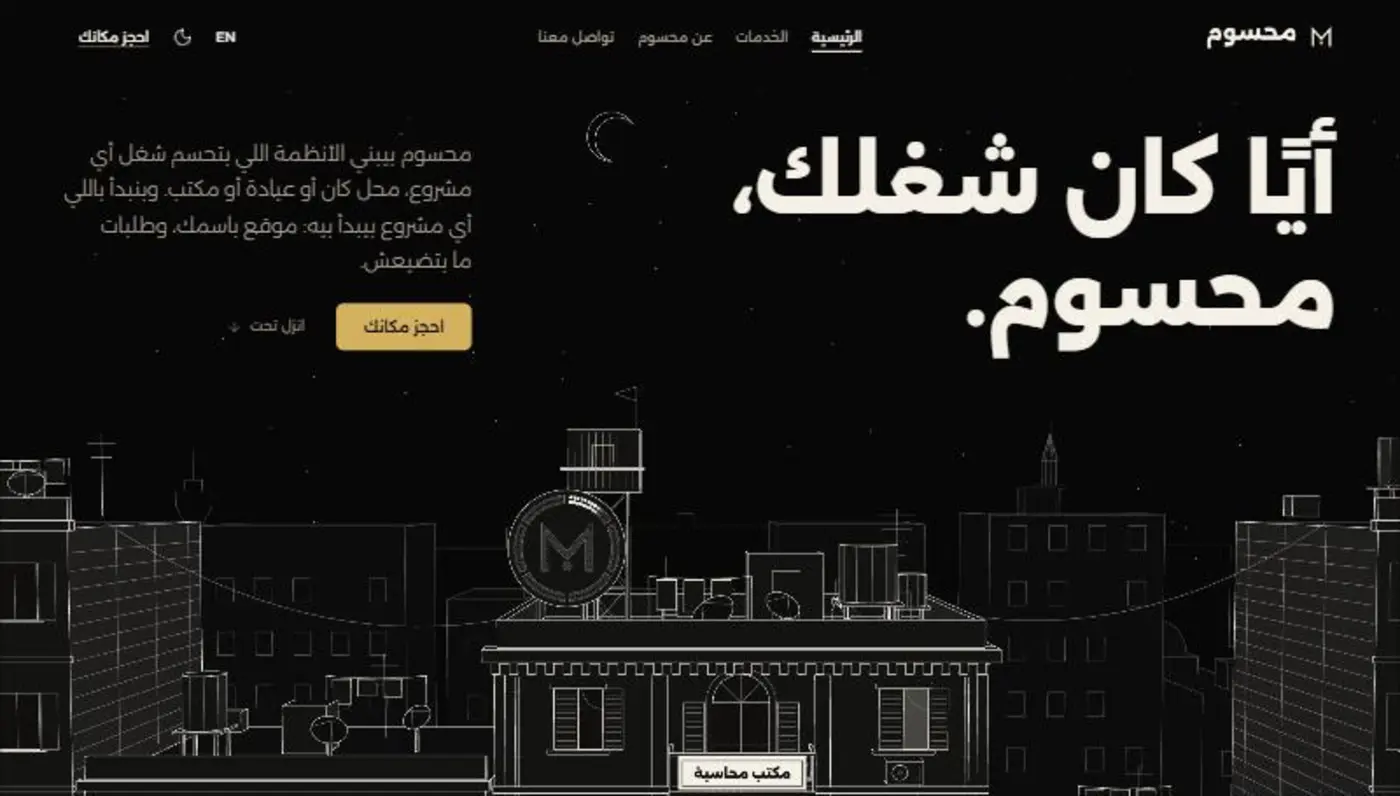 محسوم
الرئيسية
الخدمات
عن محسوم
تواصل معنا
EN
احجز مكانك
أيًا كان شغلك،
محسوم.
محسوم بيبني الأنظمة اللي بتحسم شغل أي
مشروع، محل كان أو عيادة أو مكتب. وبنبدأ باللي
أي مشروع بيبدأ بيه: موقع باسمك، وطلبات
ما بتضيعش.
احجز مكانك
انزل تحت ↓
M
مكتب محاسبة